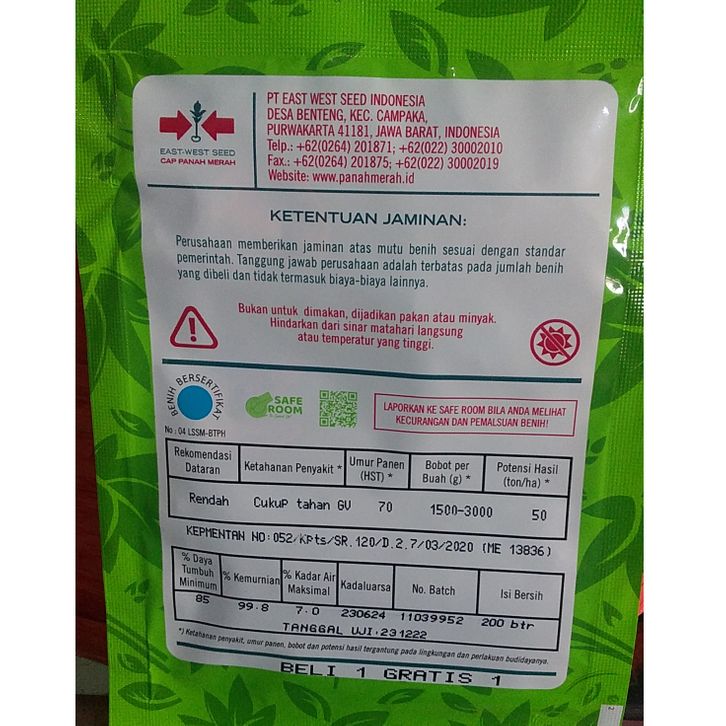 PT EAST WEST SEED INDONESIA
DESA BENTENG, KEC. CAMPAKA,
PURWAKARTA 41181, JAWA BARAT, INDONESIA
Telp.: +62(0264) 201871; +62(022) 30002010
Fax.: +62(0264) 201875; +62(022) 30002019
Website: www.panahmerah.id
EAST-WEST SEED
CAP PANAH MERAH
KETENTUAN JAMINAN:
Perusahaan memberikan jaminan atas mutu benih sesuai dengan standar
pemerintah. Tanggung jawab perusahaan adalah terbatas pada jumlah benih
yang dibeli dan tidak termasuk biaya-biaya lainnya.
Bukan untuk dimakan, dijadikan pakan atau minyak.
Hindarkan dari sinar matahari langsung
atau temperatur yang tinggi.
BENIH BERSERTIFIKAT
No : 04 LSSM-BTPH
SAFE
ROOM
LAPORKAN KE SAFE ROOM BILA ANDA MELIHAT
KECURANGAN DAN PEMALSUAN BENIH!
Rekomendasi Dataran Ketahanan Penyakit * Umur Panen (HST) * Bobot per Buah (g) * Potensi Hasil (ton/ha) *
Rendah Cukup tahan GV 70 1500-3000 50
KEPMENTAN NO:052/Kpts/SR.120/D.2.7/03/2020 (ME 13836)
% Daya Tumbuh Minimum % Kemurnian % Kadar Air Maksimal Kadaluarsa No. Batch Isi Bersih
85 99.8 7.0 230624 11039952 200 btr
TANGGAL UJI:231222
*) Ketahanan penyakit, umur panen, bobot dan potensi hasil tergantung pada lingkungan dan perlakuan budidayanya.
BELI 1 GRATIS 1